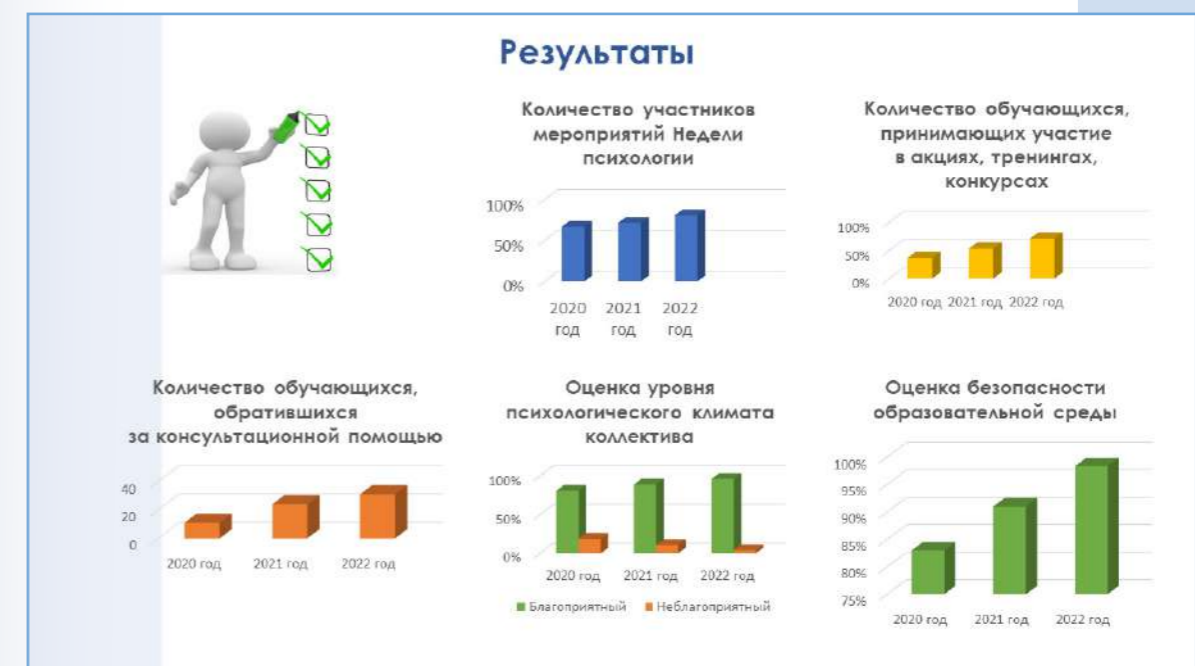 Результаты
Количество участников
мероприятий Недели
психологии
100%
50%
0%
2020
год
2021
год
2022
год
Количество обучающихся,
принимающих участие
в акциях, тренингах,
конкурсах
100%
50%
0%
2020 год 2021 год 2022 год
Количество обучающихся,
обратившихся
за консультационной помощью
40
20
0
2020 год 2021 год 2022 год
Оценка уровня
психологического климата
коллектива
100%
50%
0%
2020 год 2021 год 2022 год
Благоприятный Неблагоприятный
Оценка безопасности
образовательной среды
100%
95%
90%
85%
80%
75%
2020 год 2021 год 2022 год